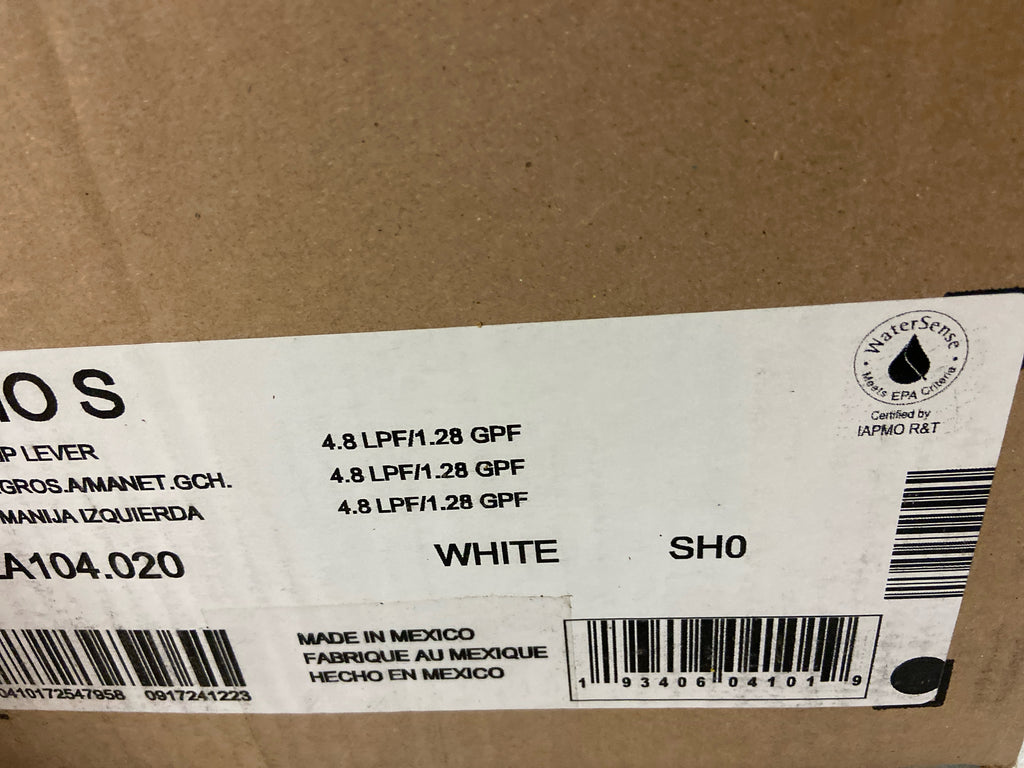 IO S
P LEVER
GROS.A/MANET.GCH.
MANIJA IZQUIERDA
A104.020
4.8 LPF/1.28 GPF
4.8 LPF/1.28 GPF
4.8 LPF/1.28 GPF
WHITE SH0
WaterSense
Meets EPA Criteria
Certified by
IAPMO R&T
0410172547958 0917241223
MADE IN MEXICO
FABRIQUE AU MEXIQUE
HECHO EN MEXICO
1 93406 04101 9